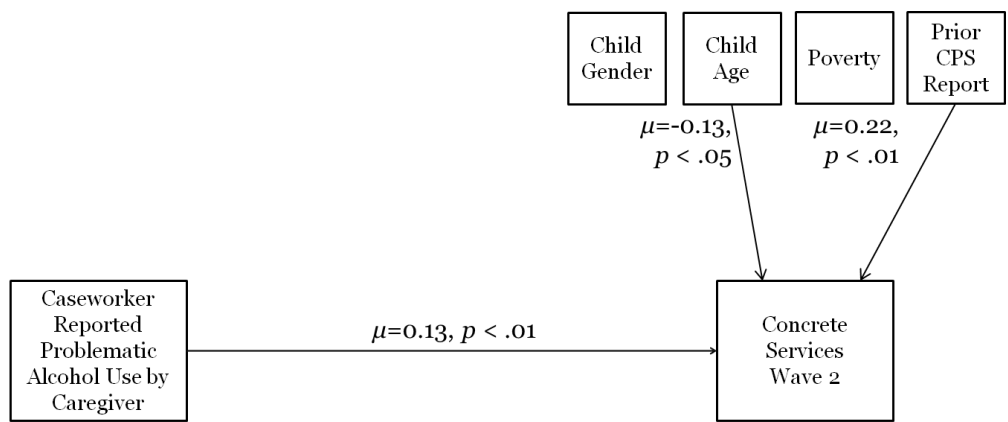 Child
Gender
Child
Age
Poverty
Prior
CPS
Report
μ=-0.13,
p < .05
μ=0.22,
p < .01
Caseworker
Reported
Problematic
Alcohol Use by
Caregiver
μ=0.13, p < .01
Concrete
Services
Wave 2